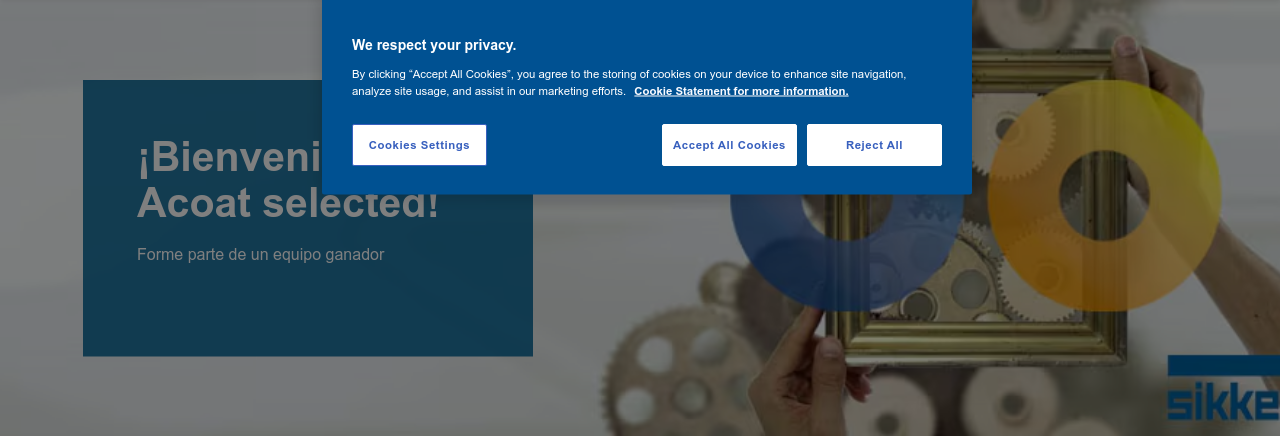 We respect your privacy.
By clicking “Accept All Cookies”, you agree to the storing of cookies on your device to enhance site navigation,
analyze site usage, and assist in our marketing efforts. Cookie Statement for more information.
Cookies Settings
Accept All Cookies
Reject All
¡Bienveni
Acoat selected!
Forme parte de un equipo ganador
sikke